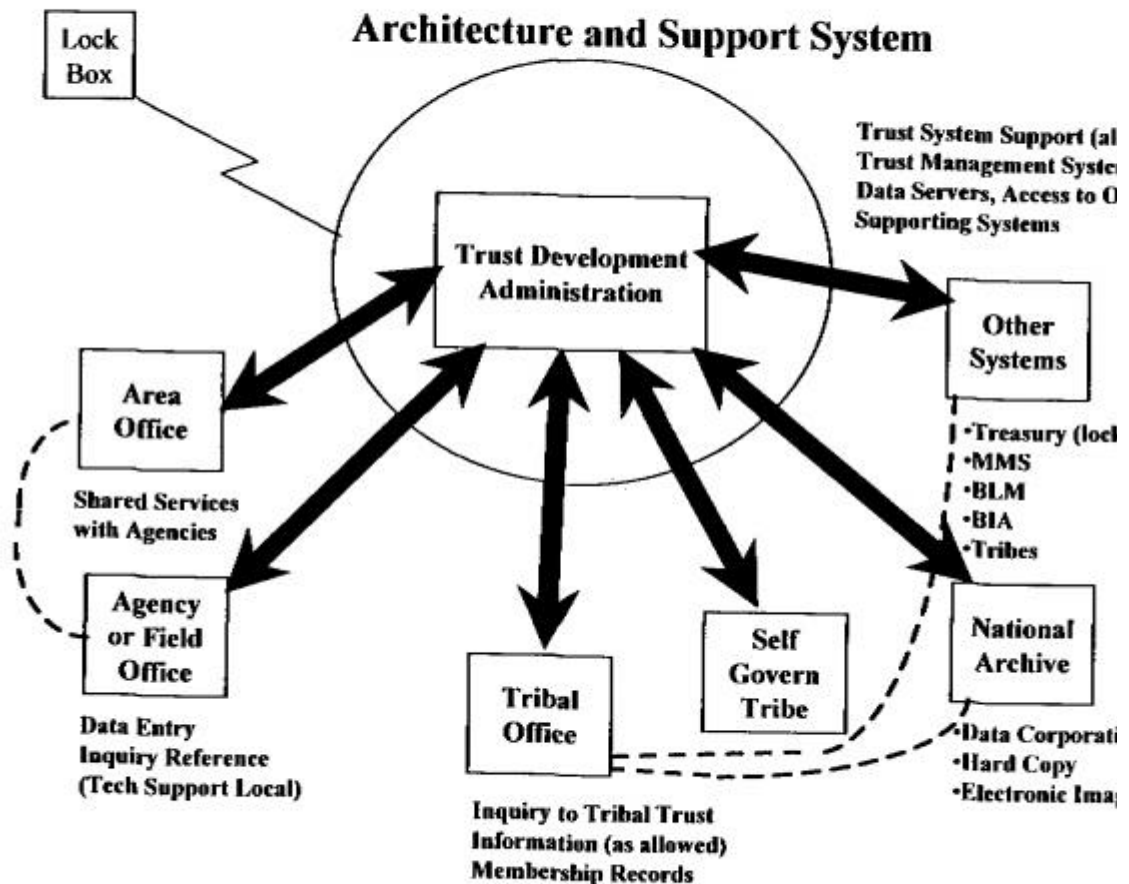 Architecture and Support System
Lock
Box
Trust System Support (al
Trust Management Syste
Data Servers, Access to O
Supporting Systems
Trust Development
Administration
Other
Systems
Area
Office
•Treasury (lock
•MMS
•BLM
•BIA
•Tribes
Shared Services
with Agencies
Agency
or Field
Office
Self
Govern
Tribe
National
Archive
Tribal
Office
Data Entry
Inquiry Reference
(Tech Support Local)
•Data Corporati
•Hard Copy
•Electronic Imag
Inquiry to Tribal Trust
Information (as allowed)
Membership Records